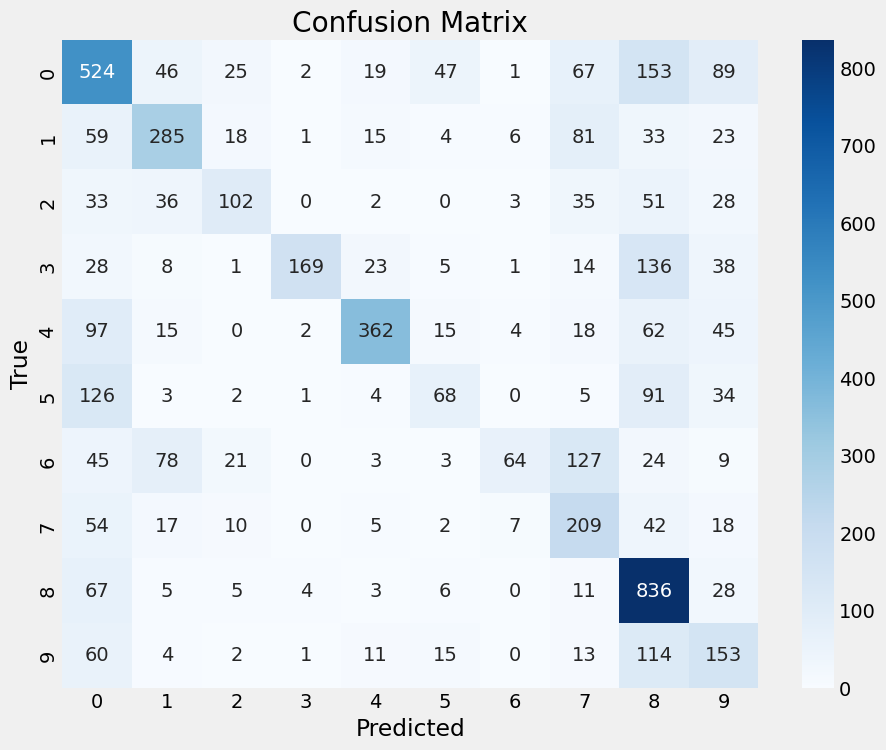 Confusion Matrix
0 524 46 25 2 19 47 1 67 153 89
1 59 285 18 1 15 4 6 81 33 23
2 33 36 102 0 2 0 3 35 51 28
3 28 8 1 169 23 5 1 14 136 38
4 97 15 0 2 362 15 4 18 62 45
5 126 3 2 1 4 68 0 5 91 34
6 45 78 21 0 3 3 64 127 24 9
7 54 17 10 0 5 2 7 209 42 18
8 67 5 5 4 3 6 0 11 836 28
9 60 4 2 1 11 15 0 13 114 153
0 1 2 3 4 5 6 7 8 9
Predicted
True
800
700
600
500
400
300
200
100
0